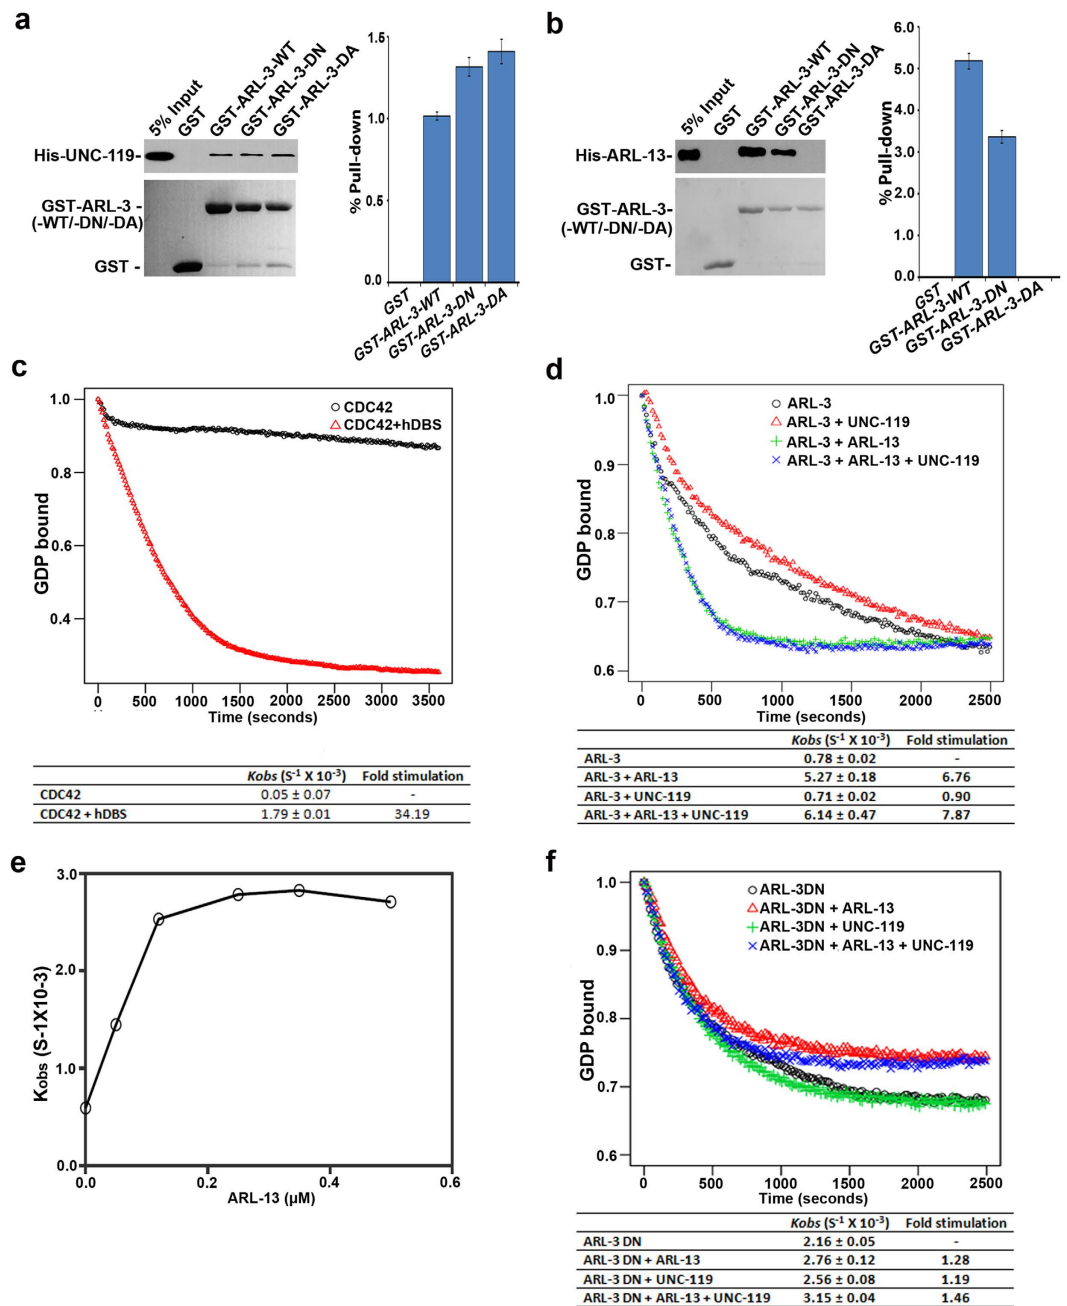 a
5% Input
GST
GST-ARL-3-WT
GST-ARL-3-DN
GST-ARL-3-DA
His-UNC-119-
GST-ARL-3 -
(-WT/-DN/-DA)
GST -
% Pull-down
1.5
1.0
0.5
0.0
GST
GST-ARL-3-WT
GST-ARL-3-DN
GST-ARL-3-DA
b
5% Input
GST
GST-ARL-3-WT
GST-ARL-3-DN
GST-ARL-3-DA
His-ARL-13-
GST-ARL-3-
(-WT/-DN/-DA)
GST-
% Pull-down
6.0
5.0
4.0
3.0
2.0
1.0
0.0
GST
GST-ARL-3-WT
GST-ARL-3-DN
GST-ARL-3-DA
c
CDC42
CDC42+hDBS
GDP bound
1.0
0.8
0.6
0.4
0 500 1000 1500 2000 2500 3000 3500
Time (seconds)
Kobs (S-1 X 10-3) Fold stimulation
CDC42 0.05 ± 0.07 -
CDC42 + hDBS 1.79 ± 0.01 34.19
d
ARL-3
ARL-3 + UNC-119
ARL-3 + ARL-13
ARL-3 + ARL-13 + UNC-119
GDP bound
1.0
0.9
0.8
0.7
0.6
0 500 1000 1500 2000 2500
Time (seconds)
Kobs (S-1 X 10-3) Fold stimulation
ARL-3 0.78 ± 0.02 -
ARL-3 + ARL-13 5.27 ± 0.18 6.76
ARL-3 + UNC-119 0.71 ± 0.02 0.90
ARL-3 + ARL-13 + UNC-119 6.14 ± 0.47 7.87
e
Kobs (S-1X10-3)
3.0
2.0
1.0
0.0
0.0 0.2 0.4 0.6
ARL-13 (µM)
f
ARL-3DN
ARL-3DN + ARL-13
ARL-3DN + UNC-119
ARL-3DN + ARL-13 + UNC-119
GDP bound
1.0
0.9
0.8
0.7
0.6
0 500 1000 1500 2000 2500
Time (seconds)
Kobs (S-1 X 10-3) Fold stimulation
ARL-3 DN 2.16 ± 0.05 -
ARL-3 DN + ARL-13 2.76 ± 0.12 1.28
ARL-3 DN + UNC-119 2.56 ± 0.08 1.19
ARL-3 DN + ARL-13 + UNC-119 3.15 ± 0.04 1.46